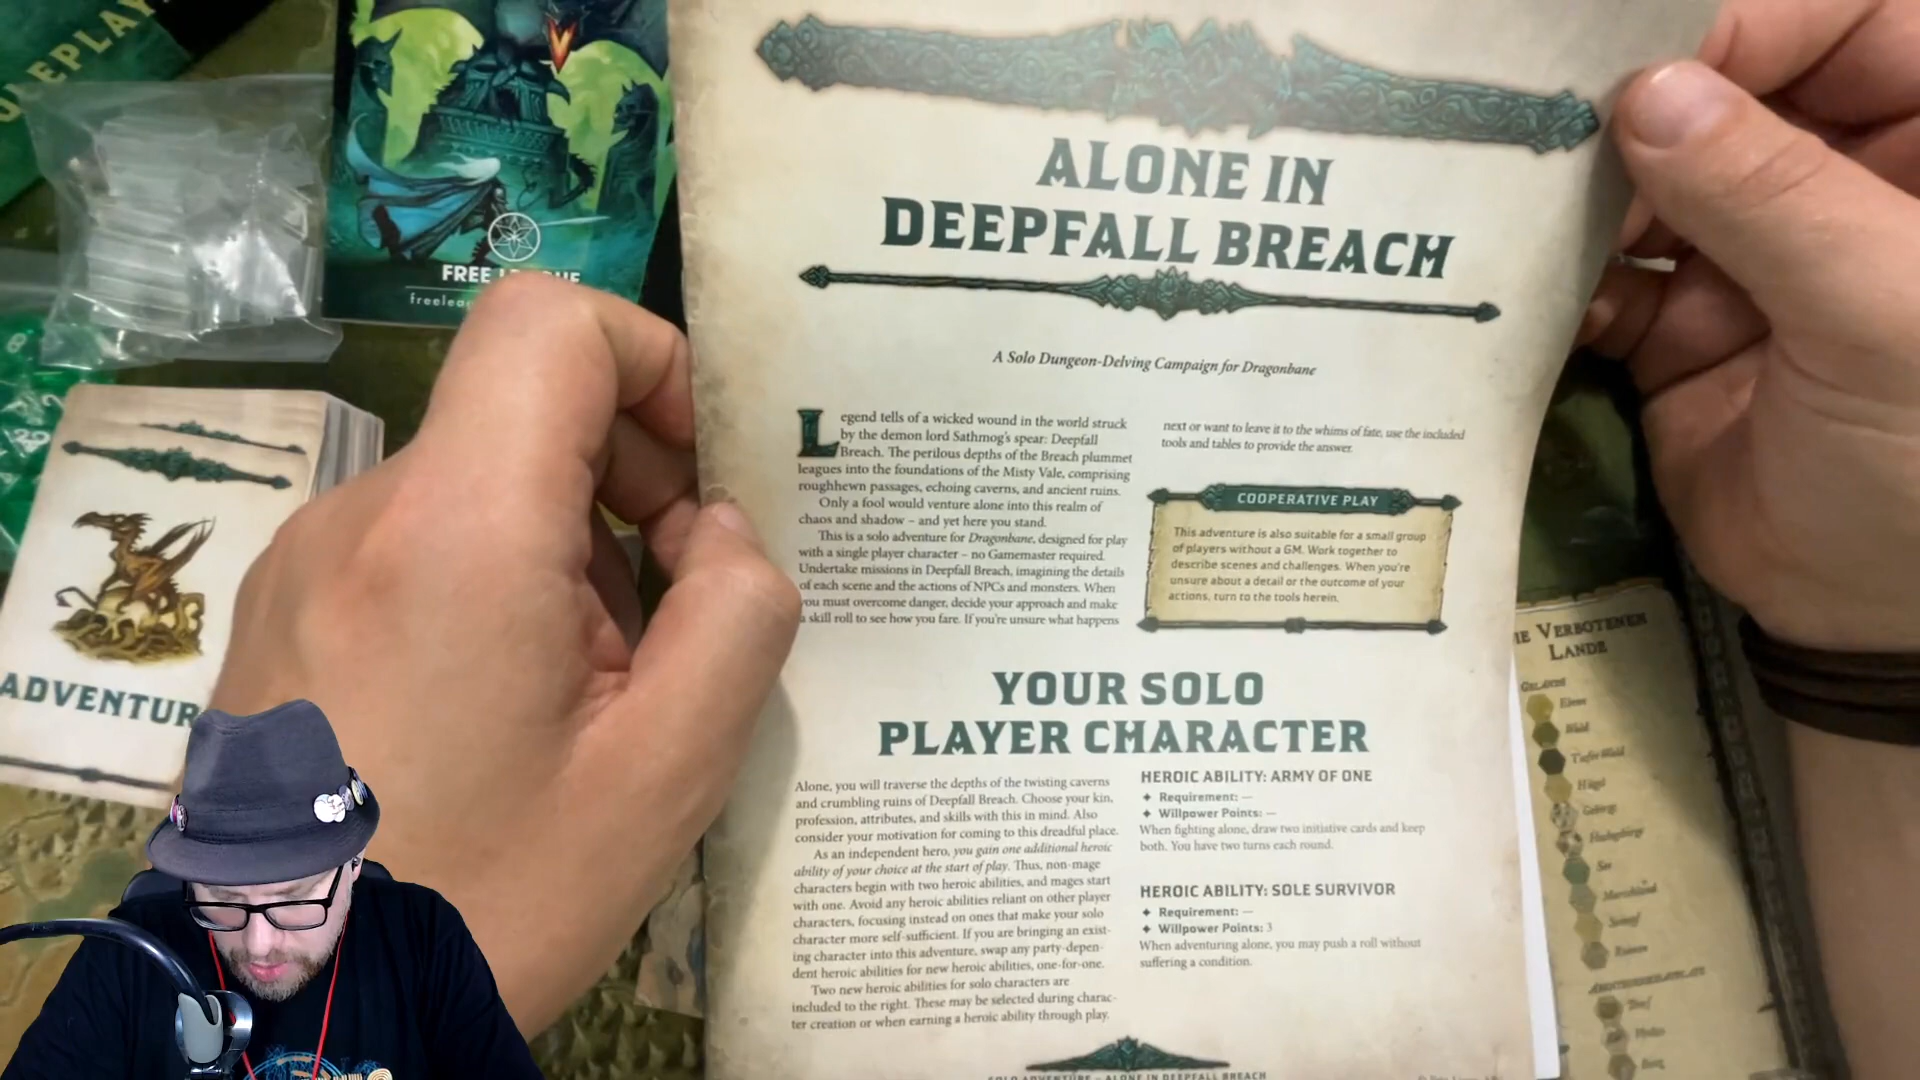 FREE
freelea
ADVENTUR
8
20
ALONE IN
DEEPFALL BREACH
A Solo Dungeon-Delving Campaign for Dragonbane
Legend tells of a wicked wound in the world struck
by the demon lord Sathmog's spear: Deepfall
Breach. The perilous depths of the Breach plummet
leagues into the foundations of the Misty Vale, comprising
roughhewn passages, echoing caverns, and ancient ruins.
Only a fool would venture alone into this realm of
chaos and shadow – and yet here you stand.
This is a solo adventure for Dragonbane, designed for play
with a single player character – no Gamemaster required.
Undertake missions in Deepfall Breach, imagining the details
of each scene and the actions of NPCs and monsters. When
you must overcome danger, decide your approach and make
a skill roll to see how you fare. If you're unsure what happens
next or want to leave it to the whims of fate, use the included
tools and tables to provide the answer.
COOPERATIVE PLAY
This adventure is also suitable for a small group
of players without a GM. Work together to
describe scenes and challenges. When you're
unsure about a detail or the outcome of your
actions, turn to the tools herein.
YOUR SOLO
PLAYER CHARACTER
Alone, you will traverse the depths of the twisting caverns
and crumbling ruins of Deepfall Breach. Choose your kin,
profession, attributes, and skills with this in mind. Also
consider your motivation for coming to this dreadful place.
As an independent hero, you gain one additional heroic
ability of your choice at the start of play. Thus, non-mage
characters begin with two heroic abilities, and mages start
with one. Avoid any heroic abilities reliant on other player
characters, focusing instead on ones that make your solo
character more self-sufficient. If you are bringing an exist-
ing character into this adventure, swap any party-depen-
dent heroic abilities for new heroic abilities, one-for-one.
Two new heroic abilities for solo characters are
included to the right. These may be selected during charac-
ter creation or when earning a heroic ability through play.
HEROIC ABILITY: ARMY OF ONE
✦ Requirement: —
✦ Willpower Points: —
When fighting alone, draw two initiative cards and keep
both. You have two turns each round.
HEROIC ABILITY: SOLE SURVIVOR
✦ Requirement: —
✦ Willpower Points: 3
When adventuring alone, you may push a roll without
suffering a condition.
SOLO ADVENTURE – ALONE IN DEEPFALL BREACH
IE VERBOTENEN
LANDE
Wald
Tiefer Wald
Hügel
See